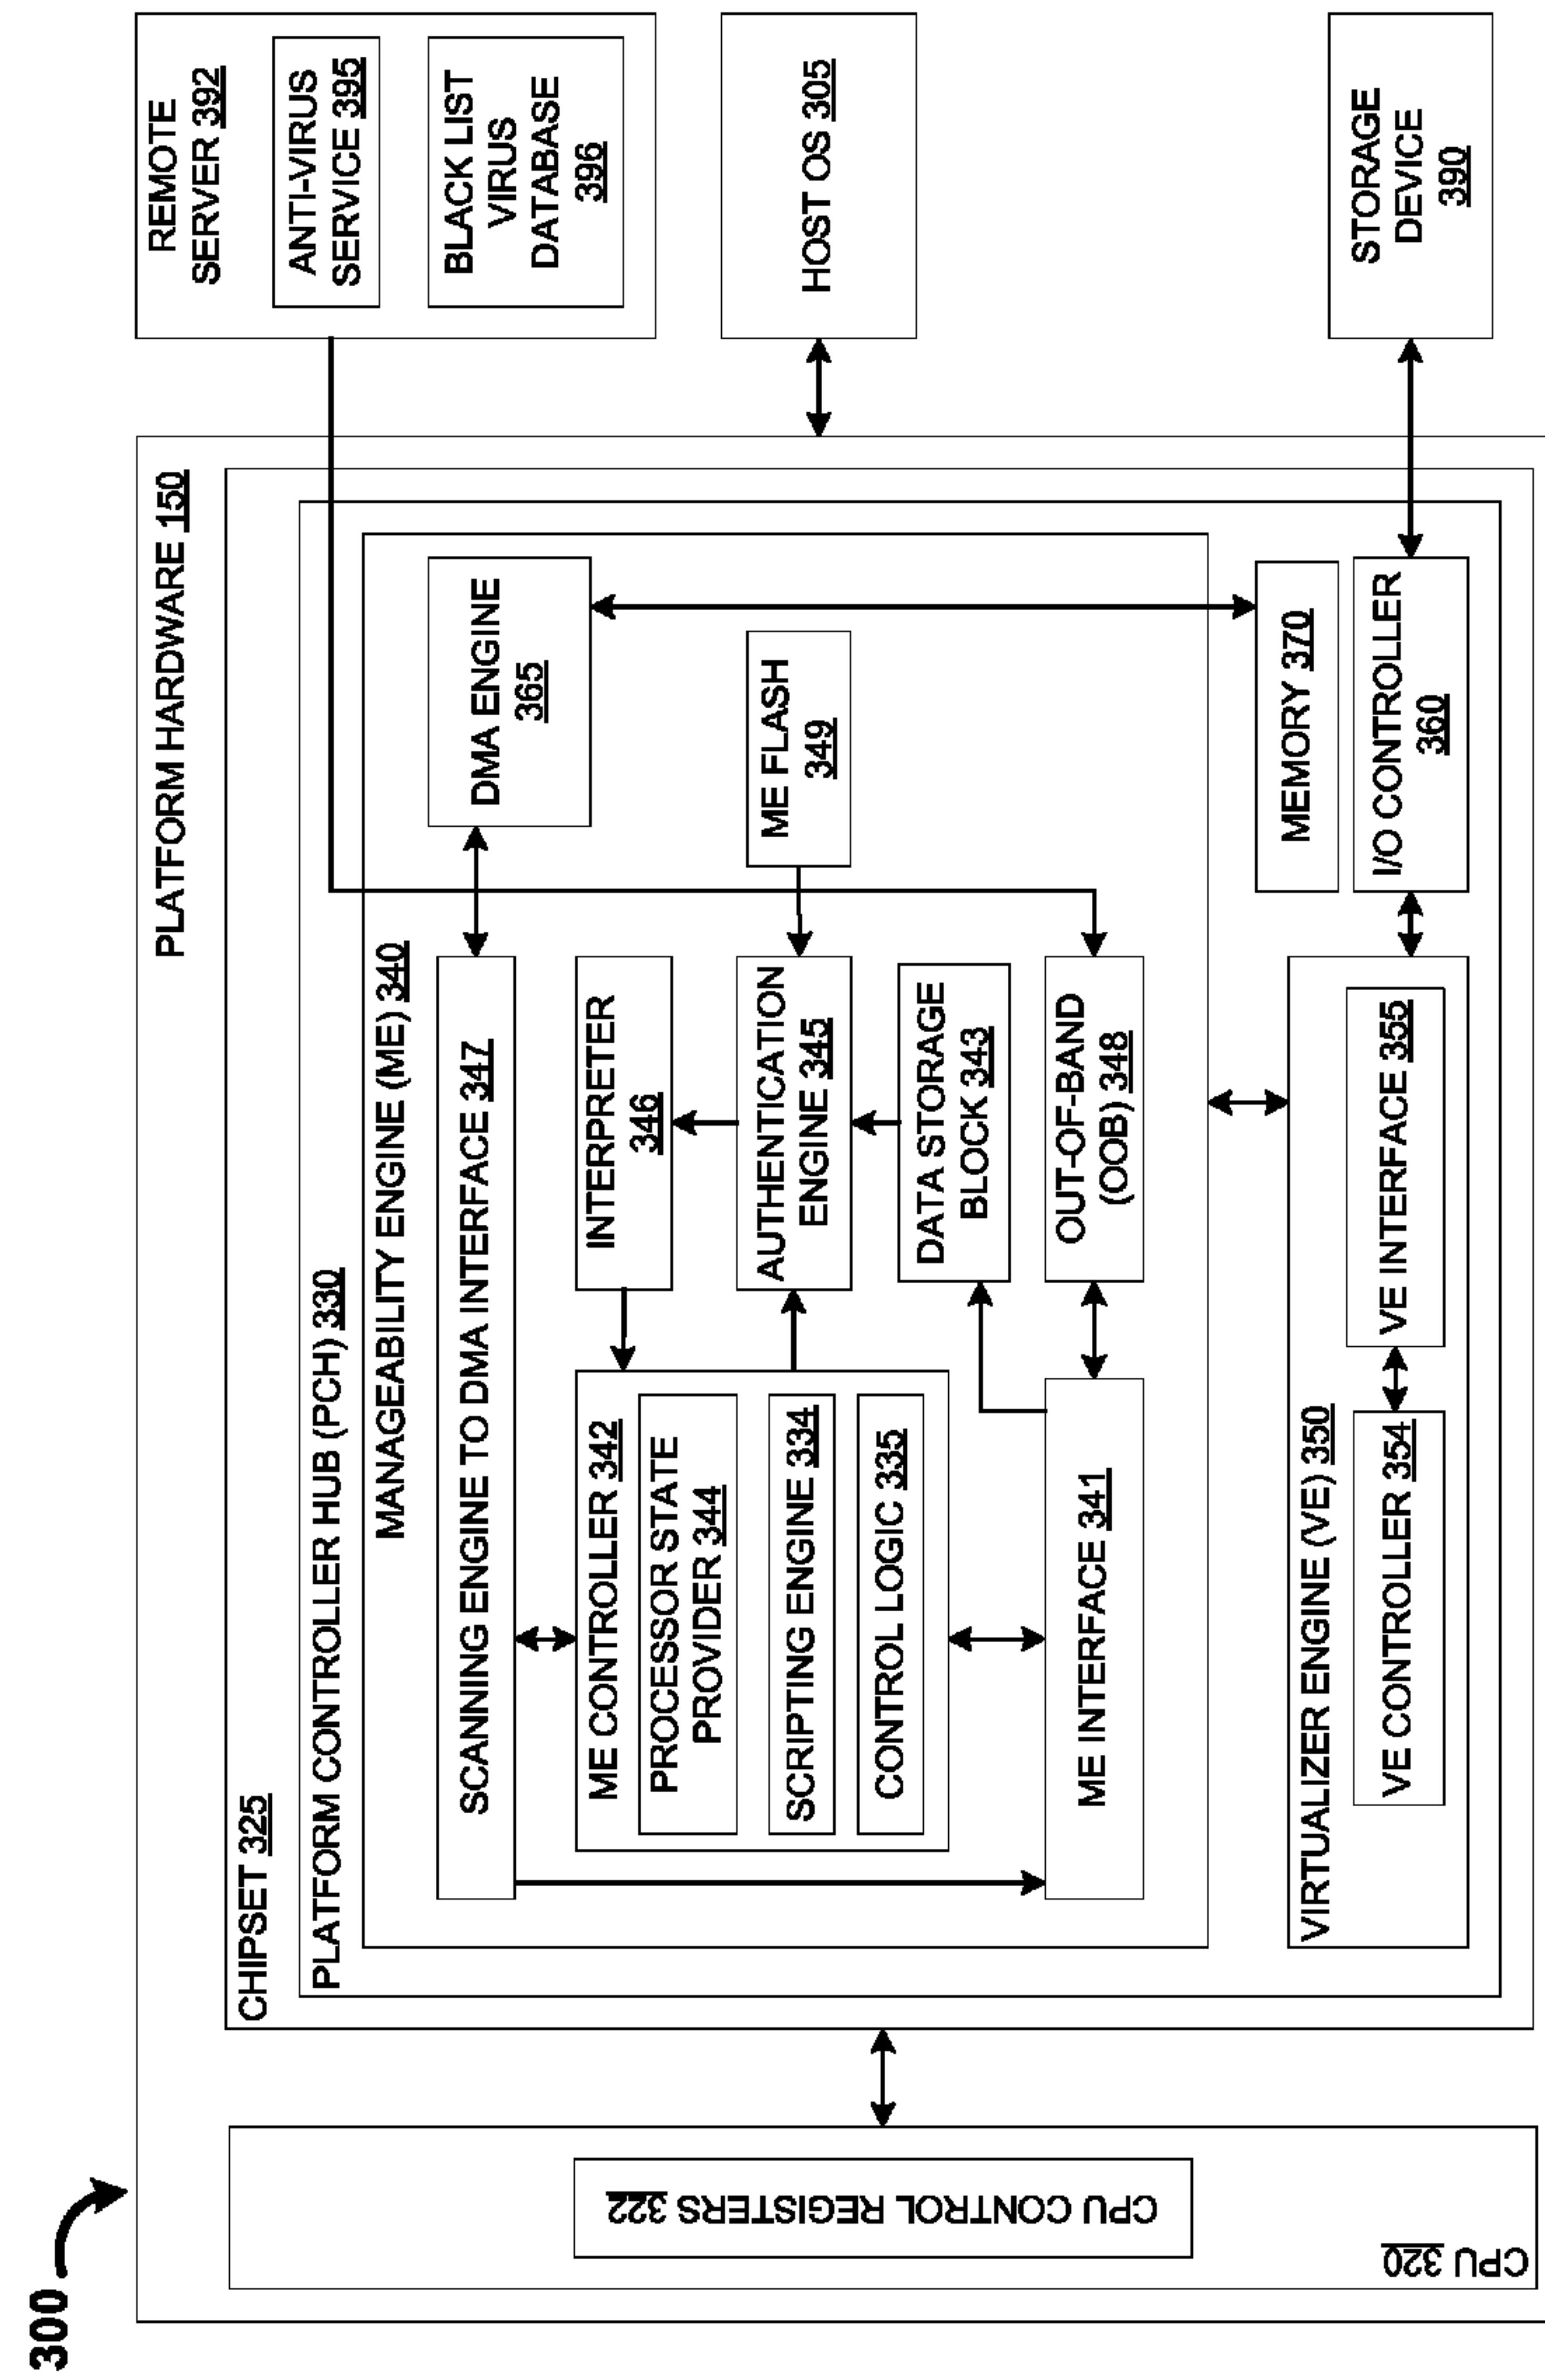 300
PLATFORM HARDWARE 150
CPU 320
CPU CONTROL REGISTERS 322
CHIPSET 325
PLATFORM CONTROLLER HUB (PCH) 330
MANAGEABILITY ENGINE (ME) 340
SCANNING ENGINE TO DMA INTERFACE 347
DMA ENGINE
365
ME CONTROLLER 342
PROCESSOR STATE
PROVIDER 344
SCRIPTING ENGINE 334
CONTROL LOGIC 335
INTERPRETER
346
AUTHENTICATION
ENGINE 345
ME FLASH
349
DATA STORAGE
BLOCK 343
ME INTERFACE 341
OUT-OF-BAND
(OOB) 348
VIRTUALIZER ENGINE (VE) 350
VE CONTROLLER 354
VE INTERFACE 355
MEMORY 370
I/O CONTROLLER
360
REMOTE
SERVER 392
ANTI-VIRUS
SERVICE 395
BLACK LIST
VIRUS
DATABASE
396
HOST OS 305
STORAGE
DEVICE
390